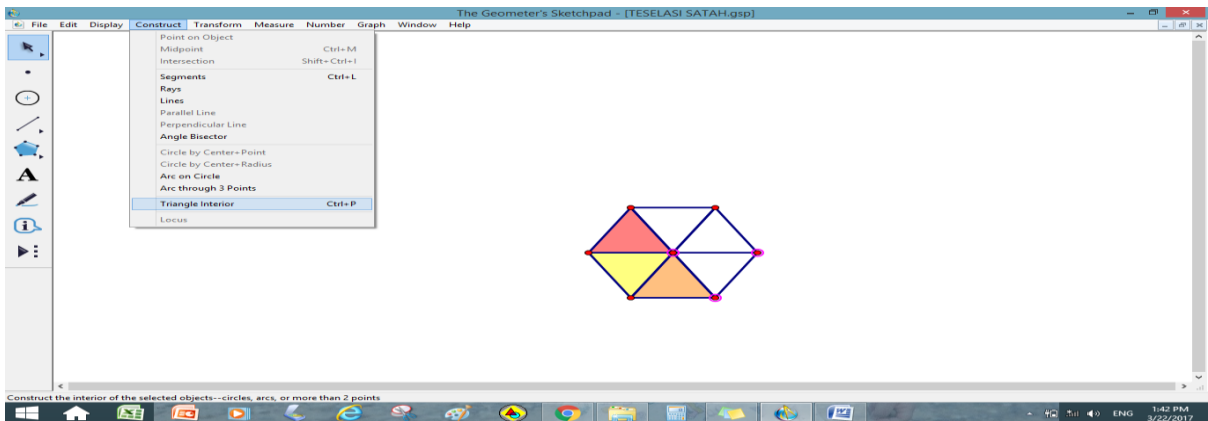 The Geometer's Sketchpad - [TESELASI SATAH.gsp]
File Edit Display Construct Transform Measure Number Graph Window Help
Point on Object
Midpoint Ctrl+M
Intersection Shift+Ctrl+I
Segments Ctrl+L
Rays
Lines
Parallel Line
Perpendicular Line
Angle Bisector
Circle by Center+Point
Circle by Center+Radius
Arc on Circle
Arc through 3 Points
Triangle Interior Ctrl+P
Locus
A
Construct the interior of the selected objects--circles, arcs, or more than 2 points
ENG 1:42 PM
3/22/2017